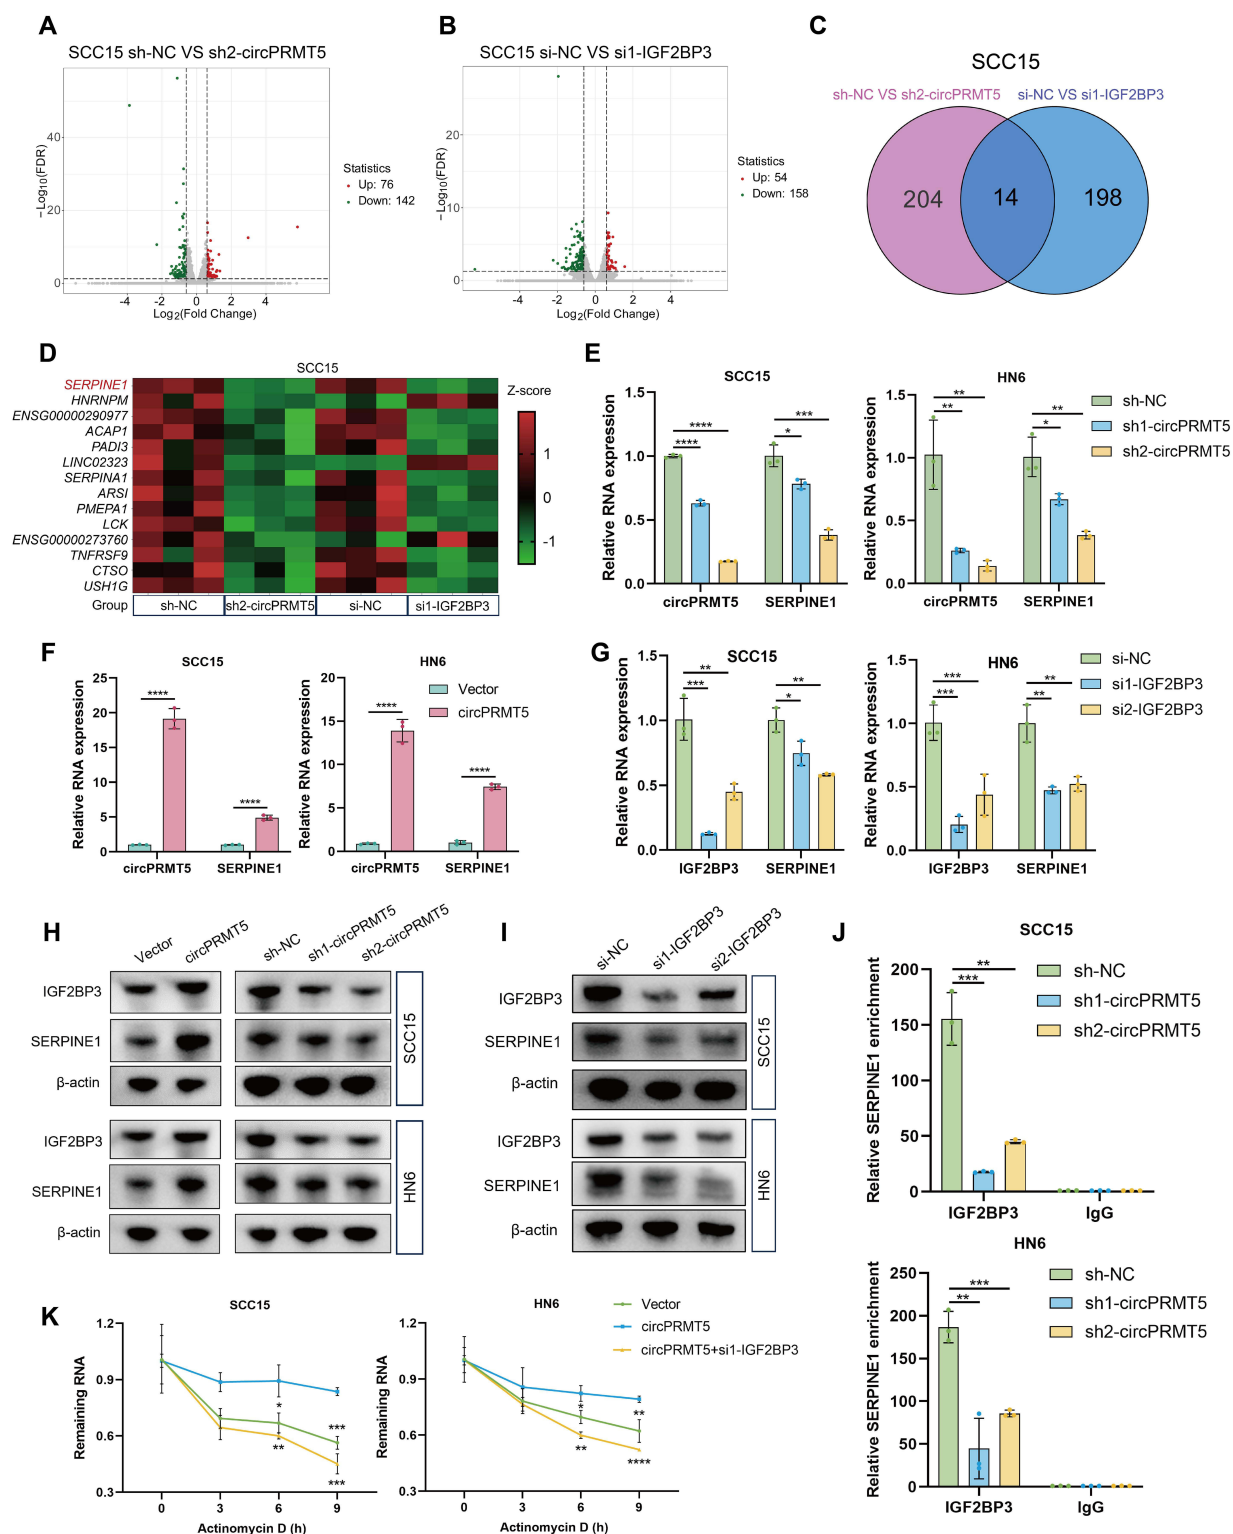 A
SCC15 sh-NC VS sh2-circPRMT5
−Log10(FDR)
40
20
0
-4 -2 0 2 4
Log2(Fold Change)
Statistics
Up: 76
Down: 142
B
SCC15 si-NC VS si1-IGF2BP3
−Log10(FDR)
20
10
0
-4 -2 0 2 4
Log2(Fold Change)
Statistics
Up: 54
Down: 158
C
SCC15
sh-NC VS sh2-circPRMT5 si-NC VS si1-IGF2BP3
204 14 198
D
SCC15
SERPINE1
HNRNPM
ENSG00000290977
ACAP1
PADI3
LINC02323
SERPINA1
ARSI
PMEPA1
LCK
ENSG00000273760
TNFRSF9
CTSO
USH1G
Group sh-NC sh2-circPRMT5 si-NC si1-IGF2BP3
Z-score
1
0
-1
E
SCC15
Relative RNA expression
1.5
1.0
0.5
0.0
**** **** * ***
circPRMT5 SERPINE1
HN6
Relative RNA expression
1.5
1.0
0.5
0.0
** ** * **
circPRMT5 SERPINE1
sh-NC
sh1-circPRMT5
sh2-circPRMT5
F
SCC15
Relative RNA expression
25
20
15
10
5
0
**** ****
circPRMT5 SERPINE1
HN6
Relative RNA expression
20
15
10
5
0
**** ****
circPRMT5 SERPINE1
Vector
circPRMT5
G
SCC15
Relative RNA expression
1.5
1.0
0.5
0.0
*** ** * **
IGF2BP3 SERPINE1
HN6
Relative RNA expression
1.5
1.0
0.5
0.0
*** *** ** **
IGF2BP3 SERPINE1
si-NC
si1-IGF2BP3
si2-IGF2BP3
H
Vector circPRMT5 sh-NC sh1-circPRMT5 sh2-circPRMT5
IGF2BP3
SERPINE1
β-actin
SCC15
IGF2BP3
SERPINE1
β-actin
HN6
I
si-NC si1-IGF2BP3 si2-IGF2BP3
IGF2BP3
SERPINE1
β-actin
SCC15
IGF2BP3
SERPINE1
β-actin
HN6
J
SCC15
Relative SERPINE1 enrichment
200
150
100
50
0
*** **
IGF2BP3 IgG
sh-NC
sh1-circPRMT5
sh2-circPRMT5
HN6
Relative SERPINE1 enrichment
250
200
150
100
50
0
** ***
IGF2BP3 IgG
sh-NC
sh1-circPRMT5
sh2-circPRMT5
K
SCC15
Remaining RNA
1.2
0.9
0.6
0.3
* *** ** ***
0 3 6 9
Actinomycin D (h)
HN6
Remaining RNA
1.2
0.9
0.6
0.3
* ** ** ****
0 3 6 9
Actinomycin D (h)
Vector
circPRMT5
circPRMT5+si1-IGF2BP3